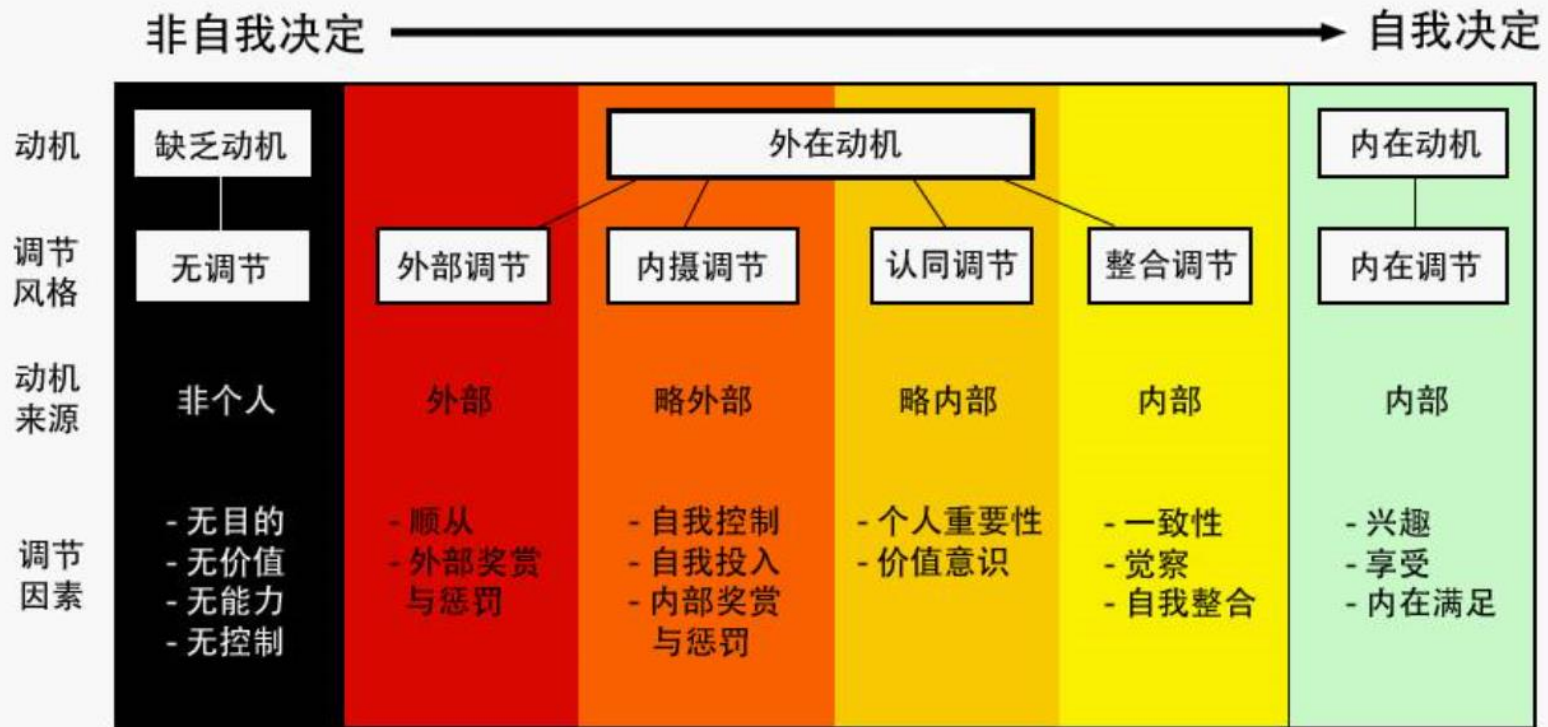 非自我决定 自我决定
动机 缺乏动机 外在动机 内在动机
调节
风格
无调节 外部调节 内摄调节 认同调节 整合调节 内在调节
动机
来源
非个人 外部 略外部 略内部 内部 内部
调节
因素
- 无目的
- 无价值
- 无能力
- 无控制
- 顺从
- 外部奖赏
与惩罚
- 自我控制
- 自我投入
- 内部奖赏
与惩罚
- 个人重要性
- 价值意识
- 一致性
- 觉察
- 自我整合
- 兴趣
- 享受
- 内在满足